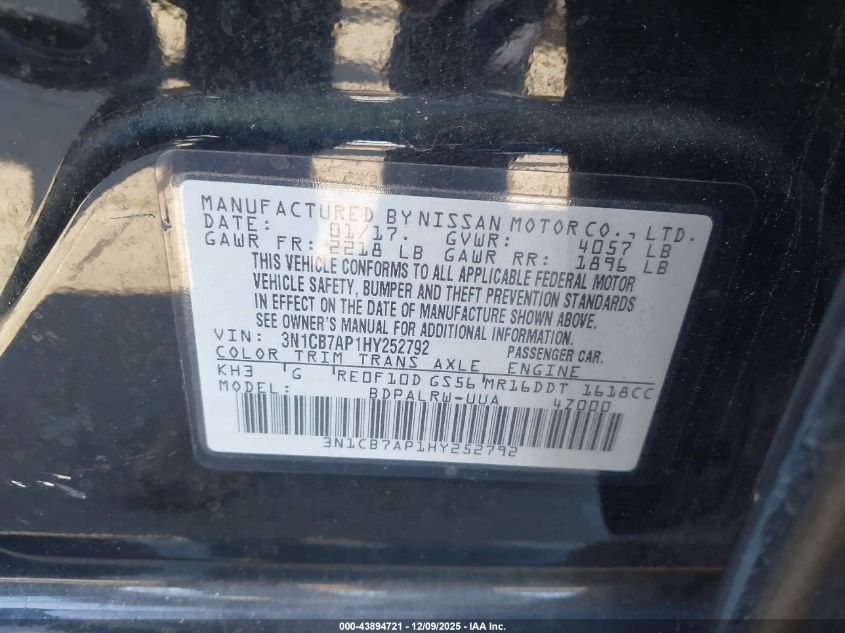 MANUFACTURED BY NISSAN MOTOR CO., LTD.
DATE: 01/17. GVWR: 4057 LB
GAWR FR: 2218 LB GAWR RR: 1896 LB
THIS VEHICLE CONFORMS TO ALL APPLICABLE FEDERAL MOTOR
VEHICLE SAFETY, BUMPER AND THEFT PREVENTION STANDARDS
IN EFFECT ON THE DATE OF MANUFACTURE SHOWN ABOVE.
SEE OWNER'S MANUAL FOR ADDITIONAL INFORMATION.
VIN: 3N1CB7AP1HY252792 PASSENGER CAR.
COLOR TRIM TRANS AXLE ENGINE
KH3 G RE0F10D GS56 MR16DDT 1618CC
MODEL: BDPALRW-UUA 47000
3N1CB7AP1HY252792
000-43894721 | 12/09/2025 - IAA Inc.